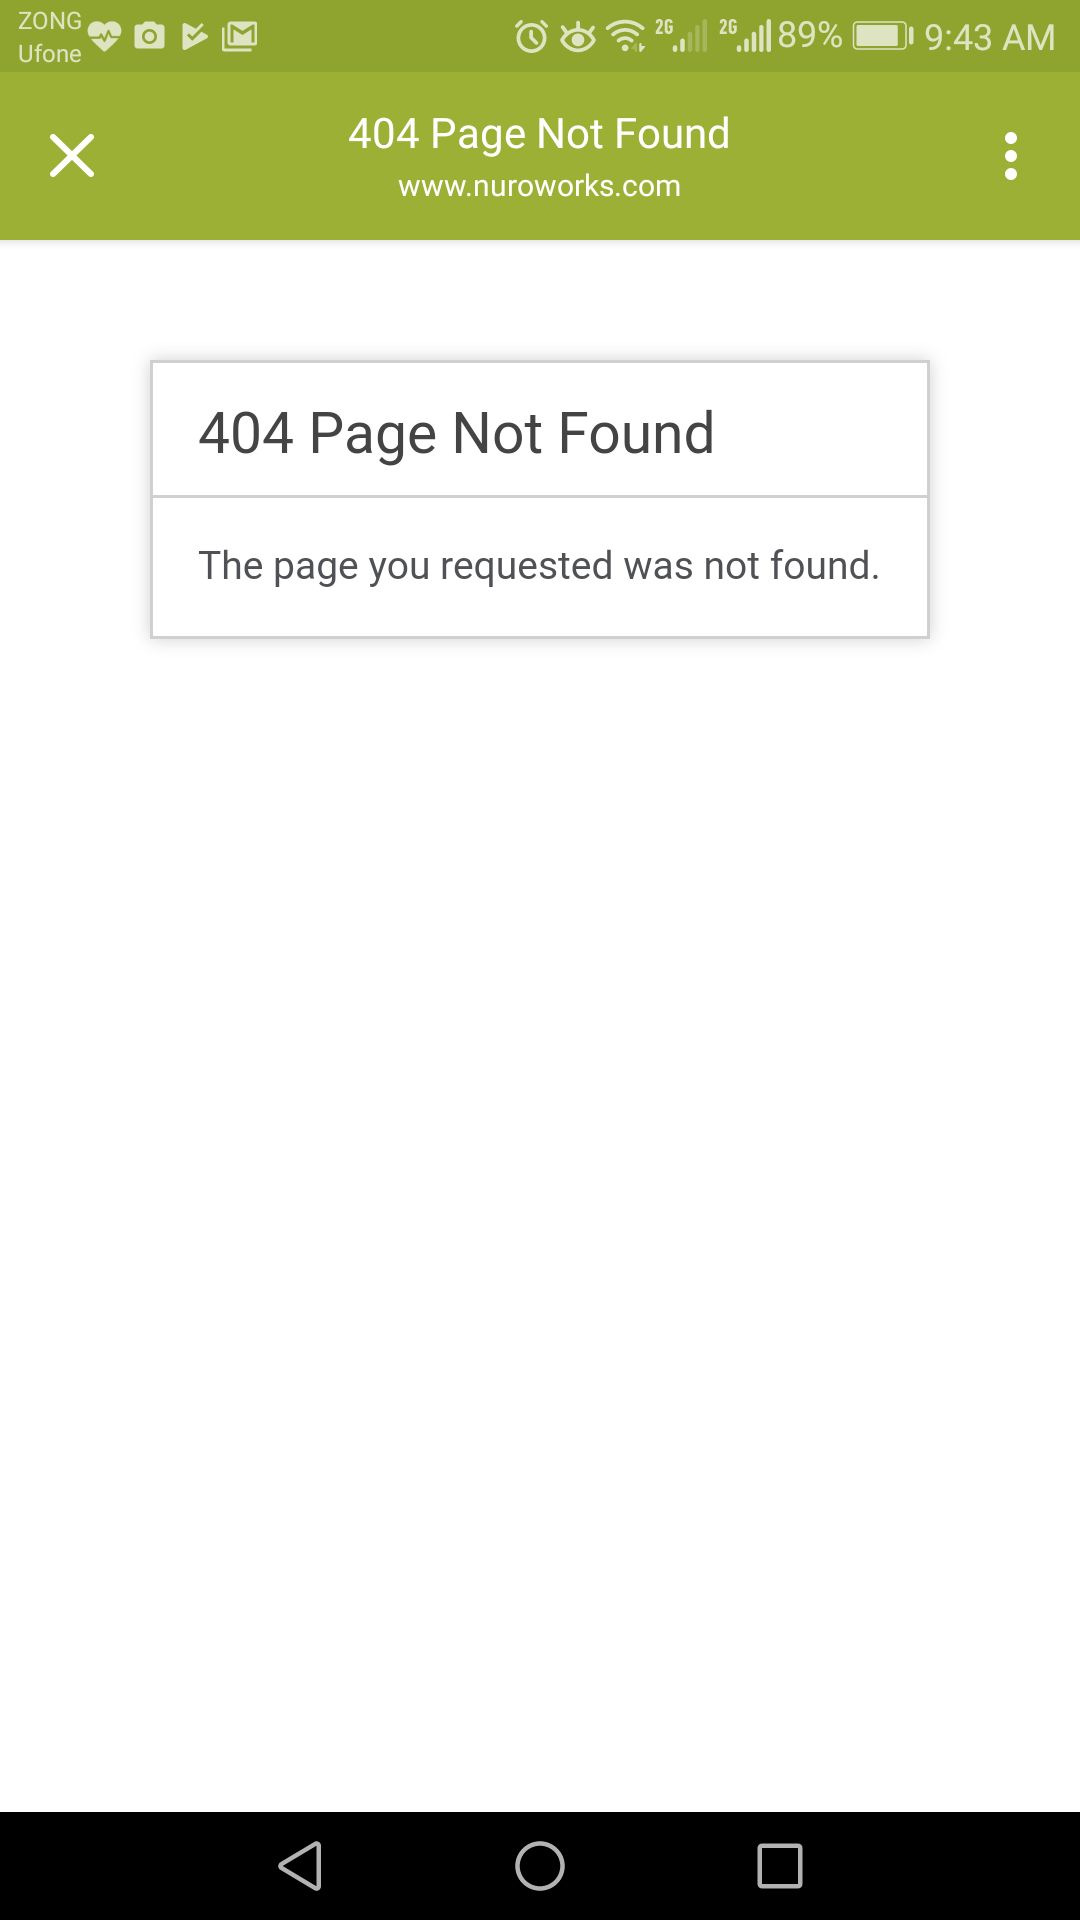 ZONG
Ufone
2G 2G 89% 9:43 AM
404 Page Not Found
www.nuroworks.com
404 Page Not Found
The page you requested was not found.